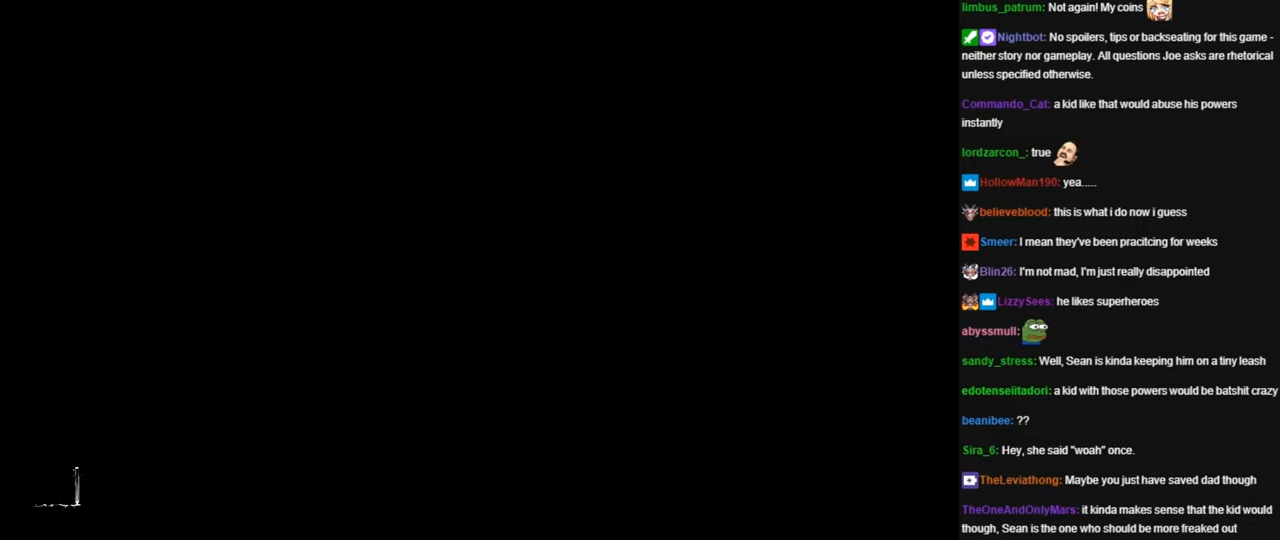 limbus_patrum: Not again! My coins
Nightbot: No spoilers, tips or backseating for this game -
neither story nor gameplay. All questions Joe asks are rhetorical
unless specified otherwise.
Commando_Cat: a kid like that would abuse his powers
instantly
lordzarcon_: true
HollowMan190: yea.....
believeblood: this is what i do now i guess
Smeer: I mean they've been pracitcing for weeks
Blin26: I'm not mad, I'm just really disappointed
LizzySees: he likes superheroes
abyssmull:
sandy_stress: Well, Sean is kinda keeping him on a tiny leash
edotenseiitadori: a kid with those powers would be batshit crazy
beanibee: ??
Sira_6: Hey, she said "woah" once.
TheLeviathong: Maybe you just have saved dad though
TheOneAndOnlyMars: it kinda makes sense that the kid would
though, Sean is the one who should be more freaked out